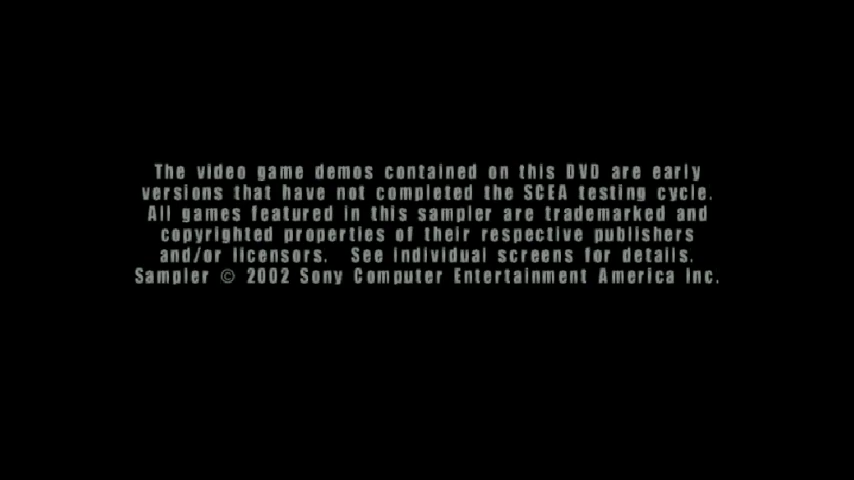 The video game demos contained on this DVD are early
versions that have not completed the SCEA testing cycle.
All games featured in this sampler are trademarked and
copyrighted properties of their respective publishers
and/or licensors. See individual screens for details.
Sampler © 2002 Sony Computer Entertainment America Inc.